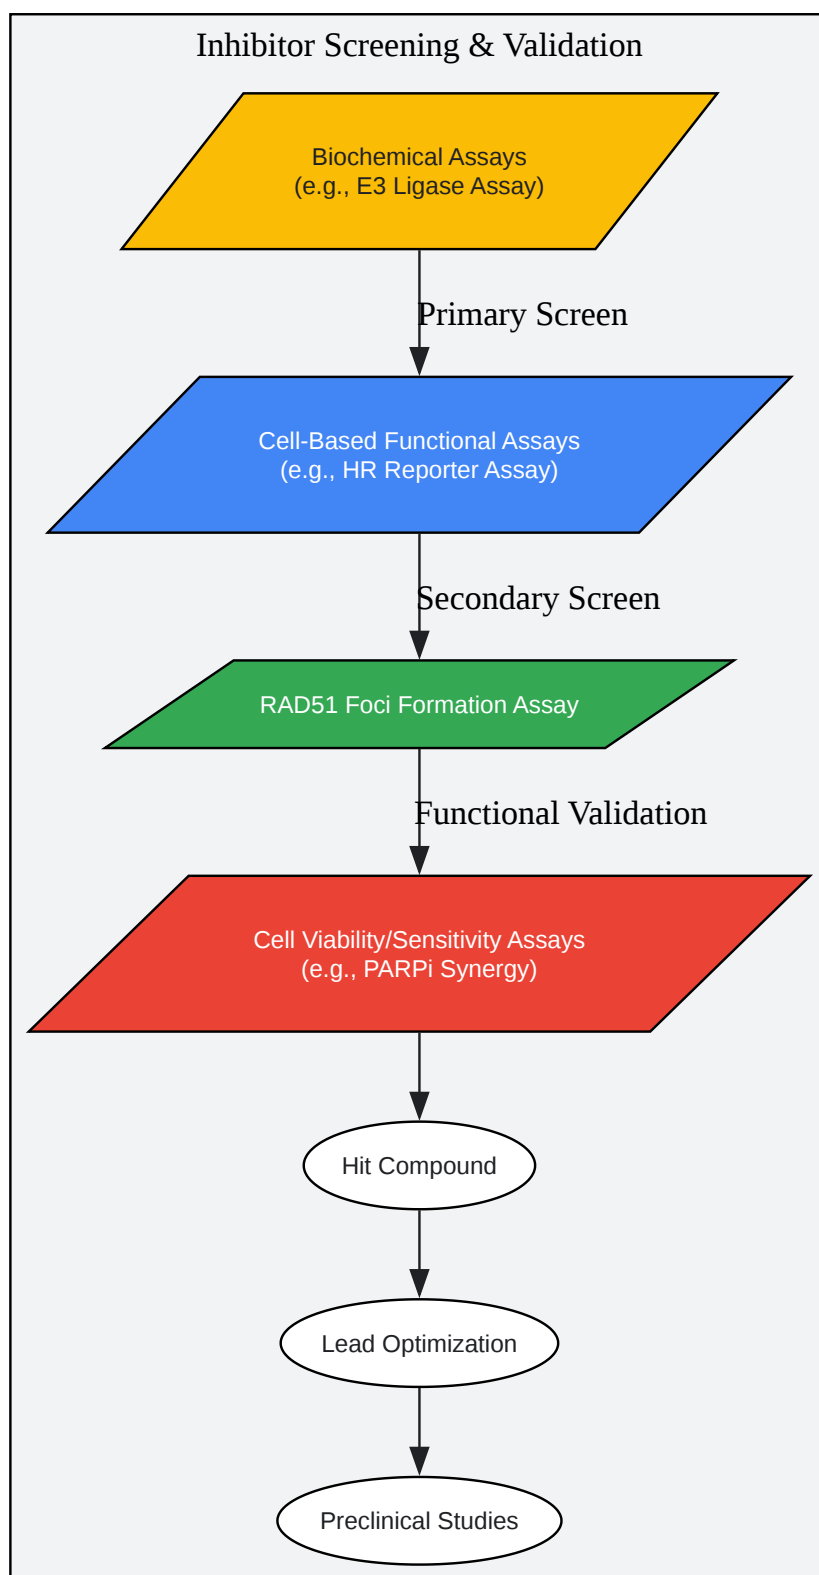 Inhibitor Screening & Validation
Biochemical Assays
(e.g., E3 Ligase Assay)
Primary Screen
Cell-Based Functional Assays
(e.g., HR Reporter Assay)
Secondary Screen
RAD51 Foci Formation Assay
Functional Validation
Cell Viability/Sensitivity Assays
(e.g., PARPi Synergy)
Hit Compound
Lead Optimization
Preclinical Studies